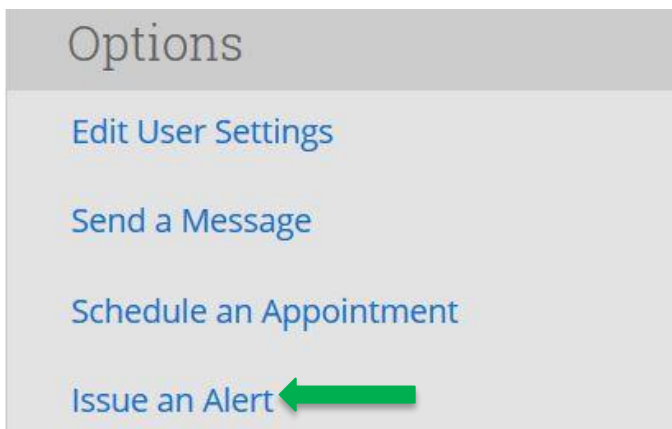 Options
Edit User Settings
Send a Message
Schedule an Appointment
Issue an Alert